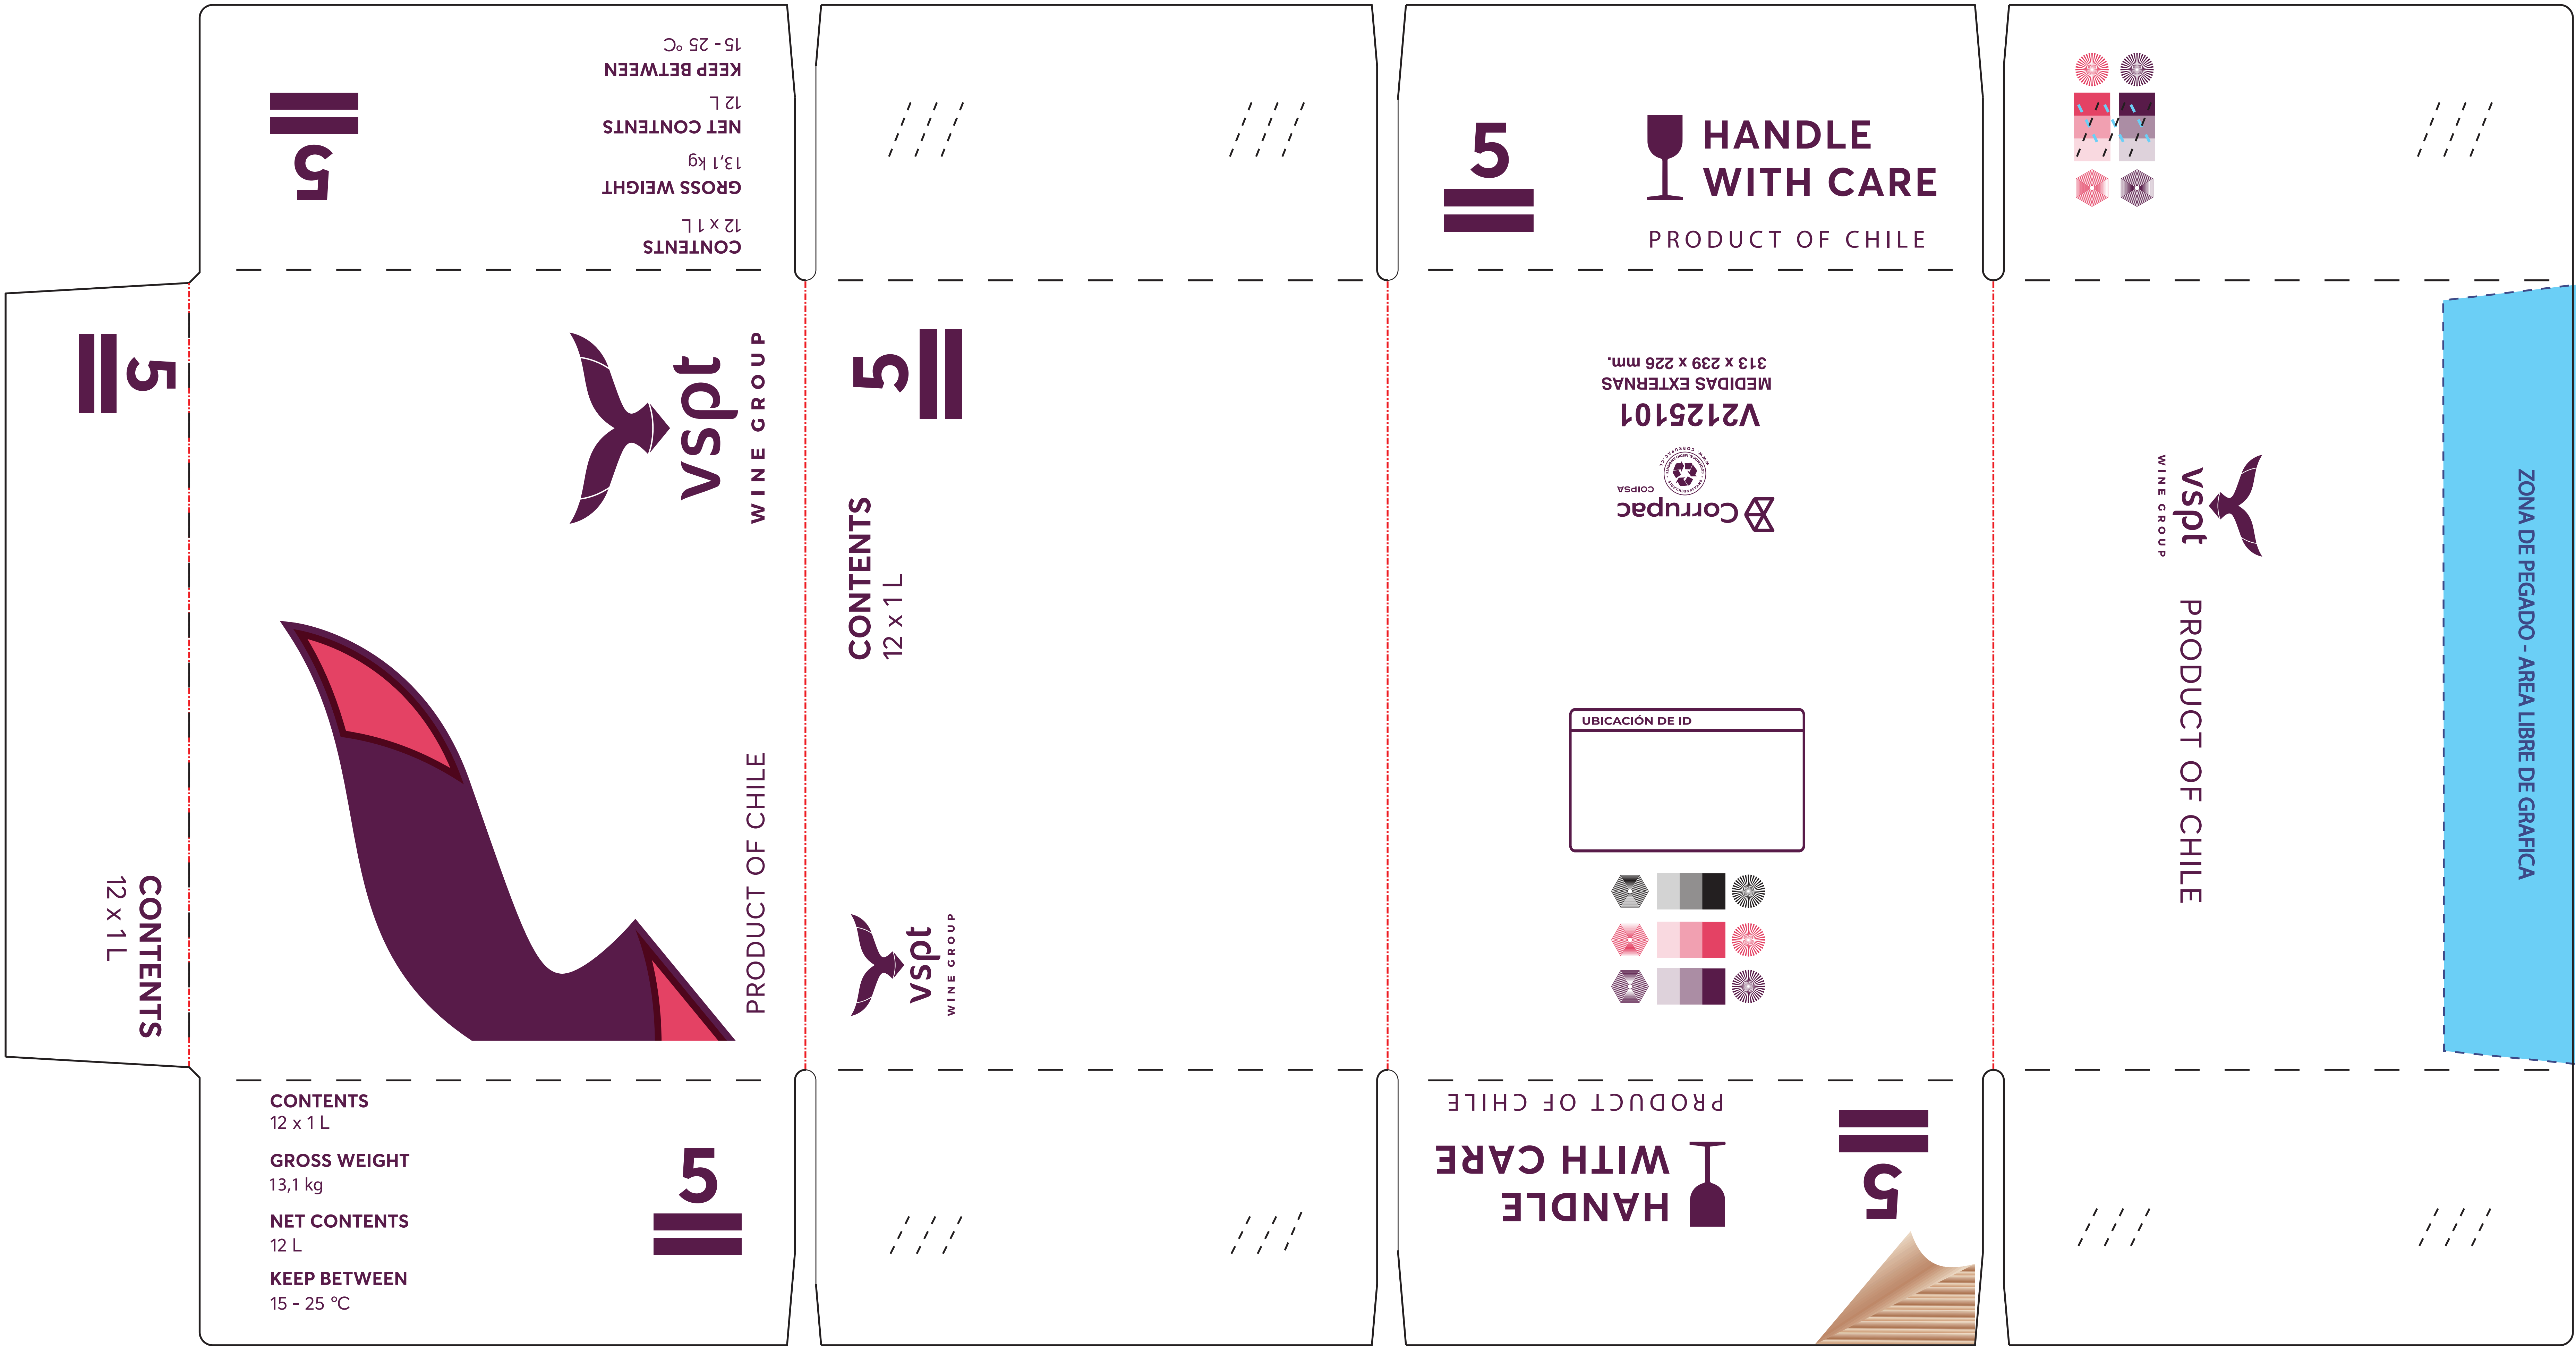 CONTENTS
12 x 1 L
GROSS WEIGHT
13,1 kg
NET CONTENTS
12 L
KEEP BETWEEN
15 - 25 °C
5
5
HANDLE
WITH CARE
PRODUCT OF CHILE
5
CONTENTS
12 x 1 L
vspt
WINE GROUP
PRODUCT OF CHILE
5
CONTENTS
12 x 1 L
vspt
WINE GROUP
Corrupac
COIPSA
WWW.CORRUPAC.CL
V2125101
MEDIDAS EXTERNAS
313 x 239 x 226 mm.
UBICACIÓN DE ID
vspt
WINE GROUP
PRODUCT OF CHILE
ZONA DE PEGADO - AREA LIBRE DE GRAFICA
CONTENTS
12 x 1 L
GROSS WEIGHT
13,1 kg
NET CONTENTS
12 L
KEEP BETWEEN
15 - 25 °C
5
HANDLE
WITH CARE
PRODUCT OF CHILE
5